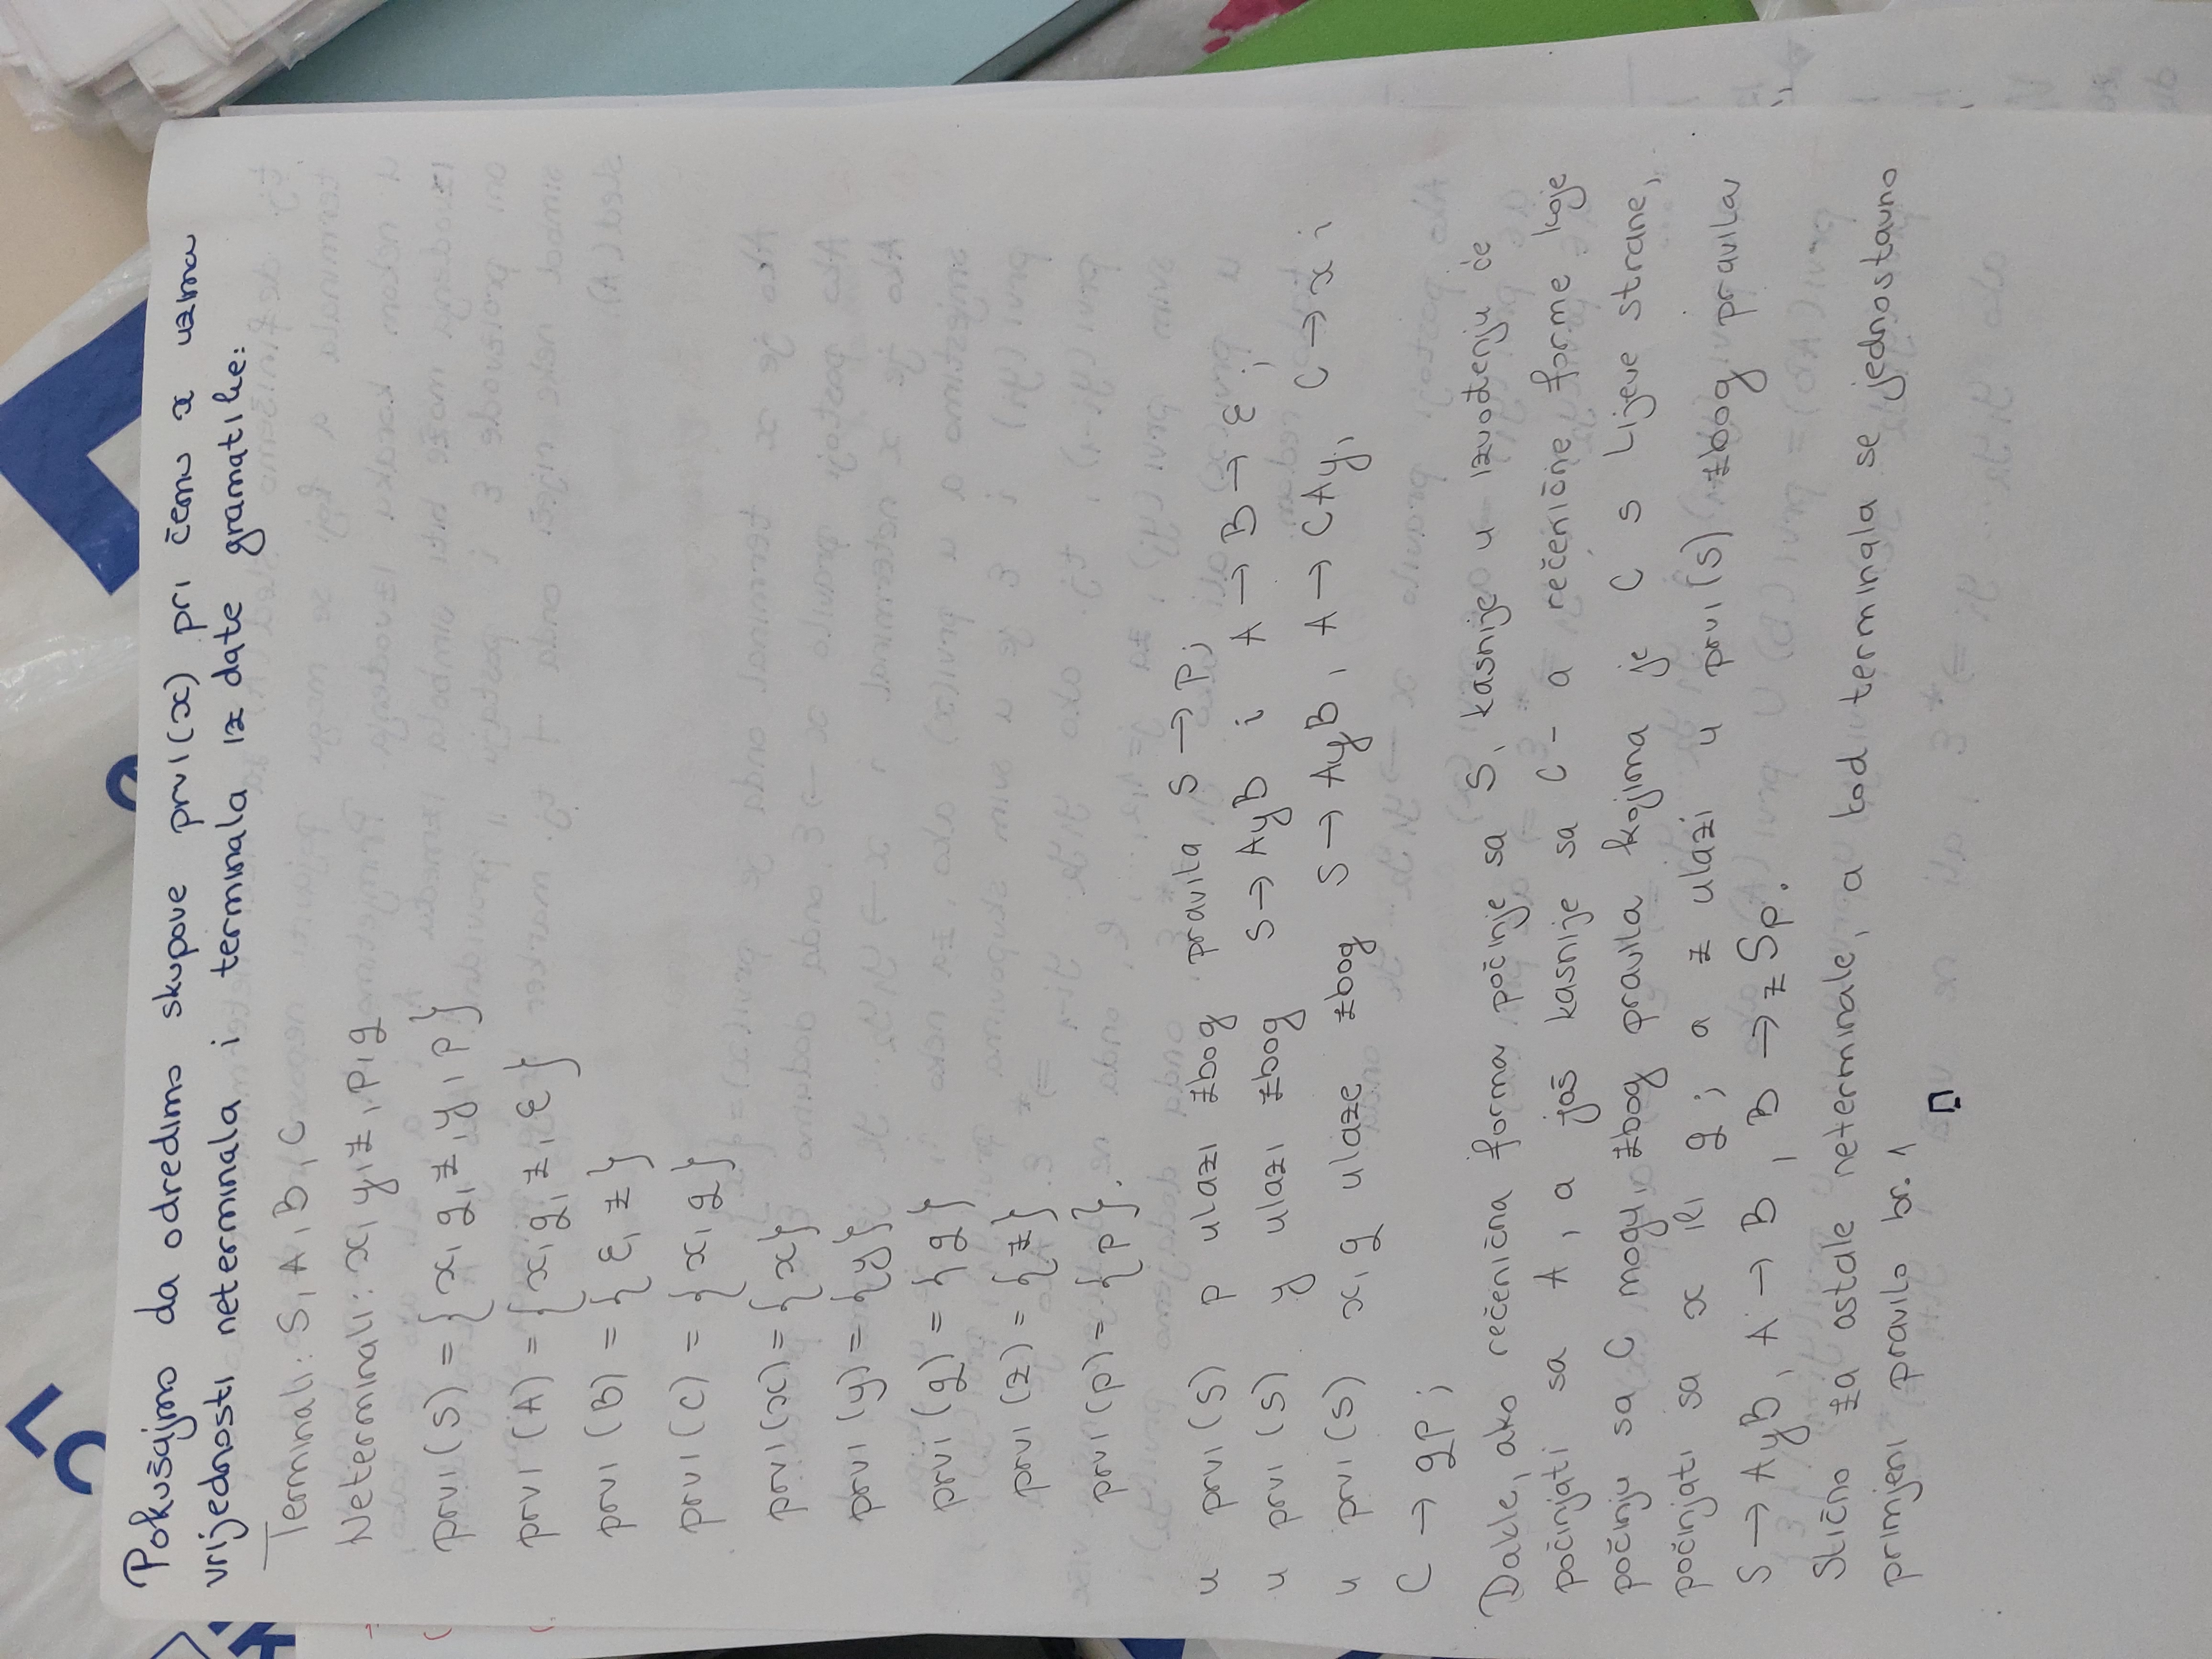 LC
Pokušajmo da odredimo skupove prvi(x) pri čemu x uzima
vrijednosti neterminala i terminala iz date gramatike:
Terminali: S, A, B, C
Neterminali: x, y, z, p, g
prvi(S) = {x, g, z, y, p}
prvi(A) = {x, g, z, ε}
prvi(B) = {ε, z}
prvi(C) = {x, g}
prvi(x) = {x}
prvi(y) = {y}
prvi(g) = {g}
prvi(z) = {z}
prvi(p) = {p}.
u prvi(S) p ulazi zbog pravila S → p;
u prvi(S) y ulazi zbog S → AyB i A → B → ε;
u prvi(S) x, g ulaze zbog S → AyB, A → CAy, C → x i
C → gp;
Dakle, ako rečenična forma počinje sa S, kasnije u izvođenju će
počinjati sa A, a još kasnije sa C - a rečenične forme koje
počinju sa C mogu, zbog pravila kojima je C s lijeve strane,
počinjati sa x ili g; a z ulazi u prvi(S) zbog pravila
S → AyB, A → B, B → zSp.
Slično za ostale neterminale, a kod terminala se jednostavno
primjeni pravilo br. 1